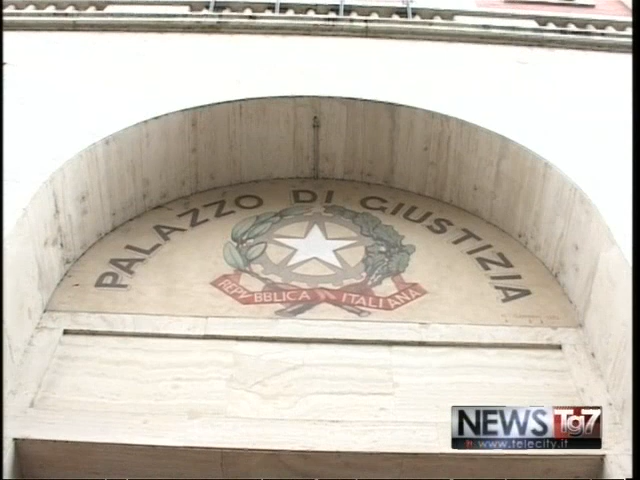 PALAZZO DI GIUSTIZIA
REPVBBLICA ITALIANA
NEWS Tg7
www.telecity.it